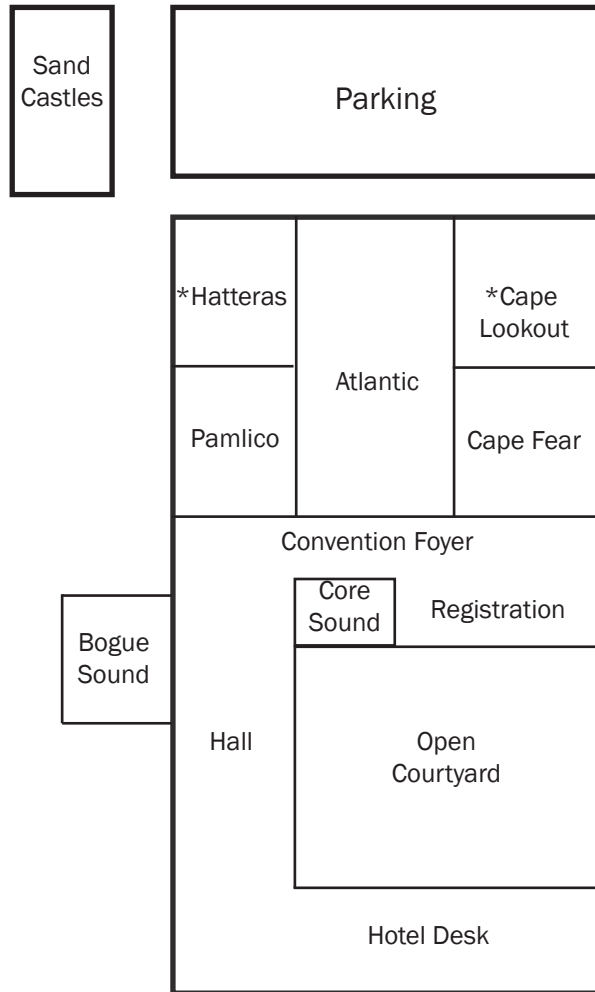 Sand
Castles
Parking
*Hatteras
*Cape
Lookout
Atlantic
Pamlico
Cape Fear
Convention Foyer
Core
Sound
Registration
Bogue
Sound
Hall
Open
Courtyard
Hotel Desk